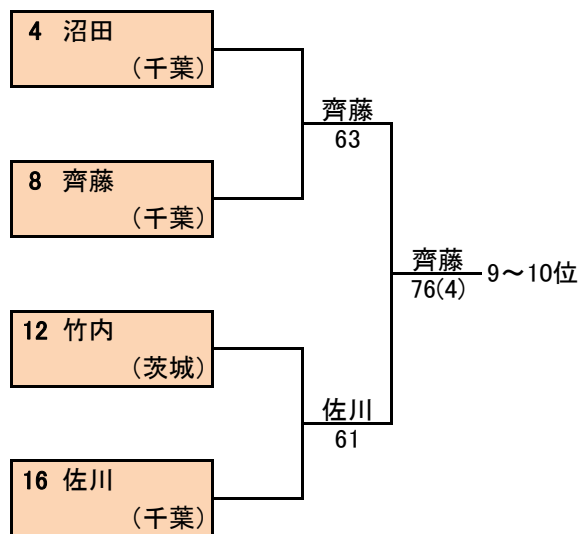 4 沼田
（千葉）
齊藤
63
8 齊藤
（千葉）
齊藤
76(4)
9～10位
12 竹内
（茨城）
佐川
61
16 佐川
（千葉）